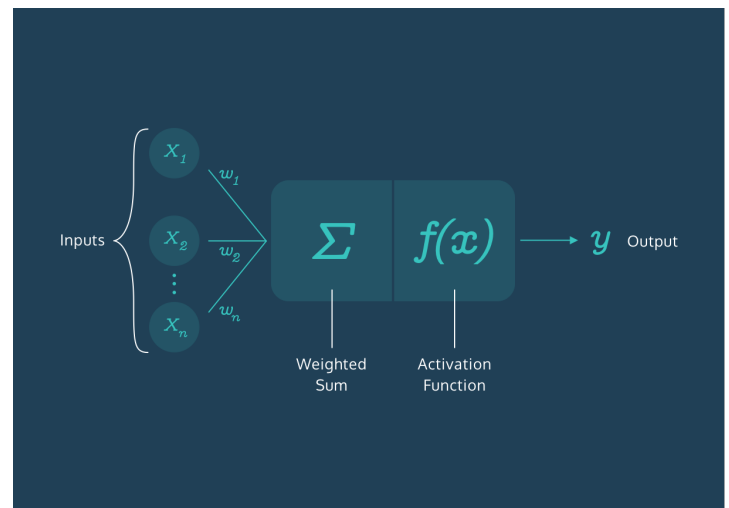 Inputs
X₁
X₂
Xₙ
w₁
w₂
wₙ
Σ
f(x)
y
Output
Weighted
Sum
Activation
Function